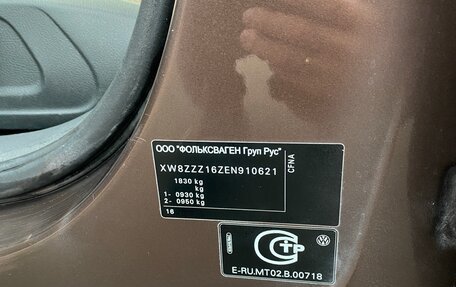 ООО "ФОЛЬКСВАГЕН Груп Рус"
XW8ZZZ16ZEN910621
1830 kg
kg
1- 0930 kg
2- 0950 kg
16
CFNA
E-RU.MT02.B.00718